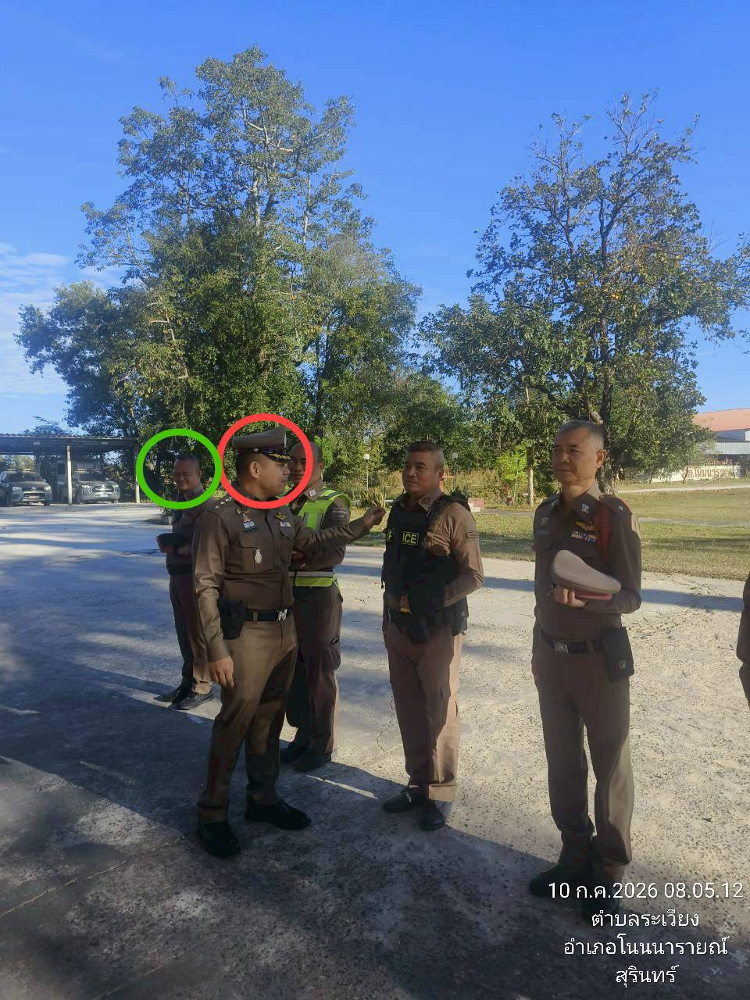 ICE
10 ก.ค.2026 08.05.12
ตำบลระเวียง
อำเภอโนนนารายณ์
สุรินทร์